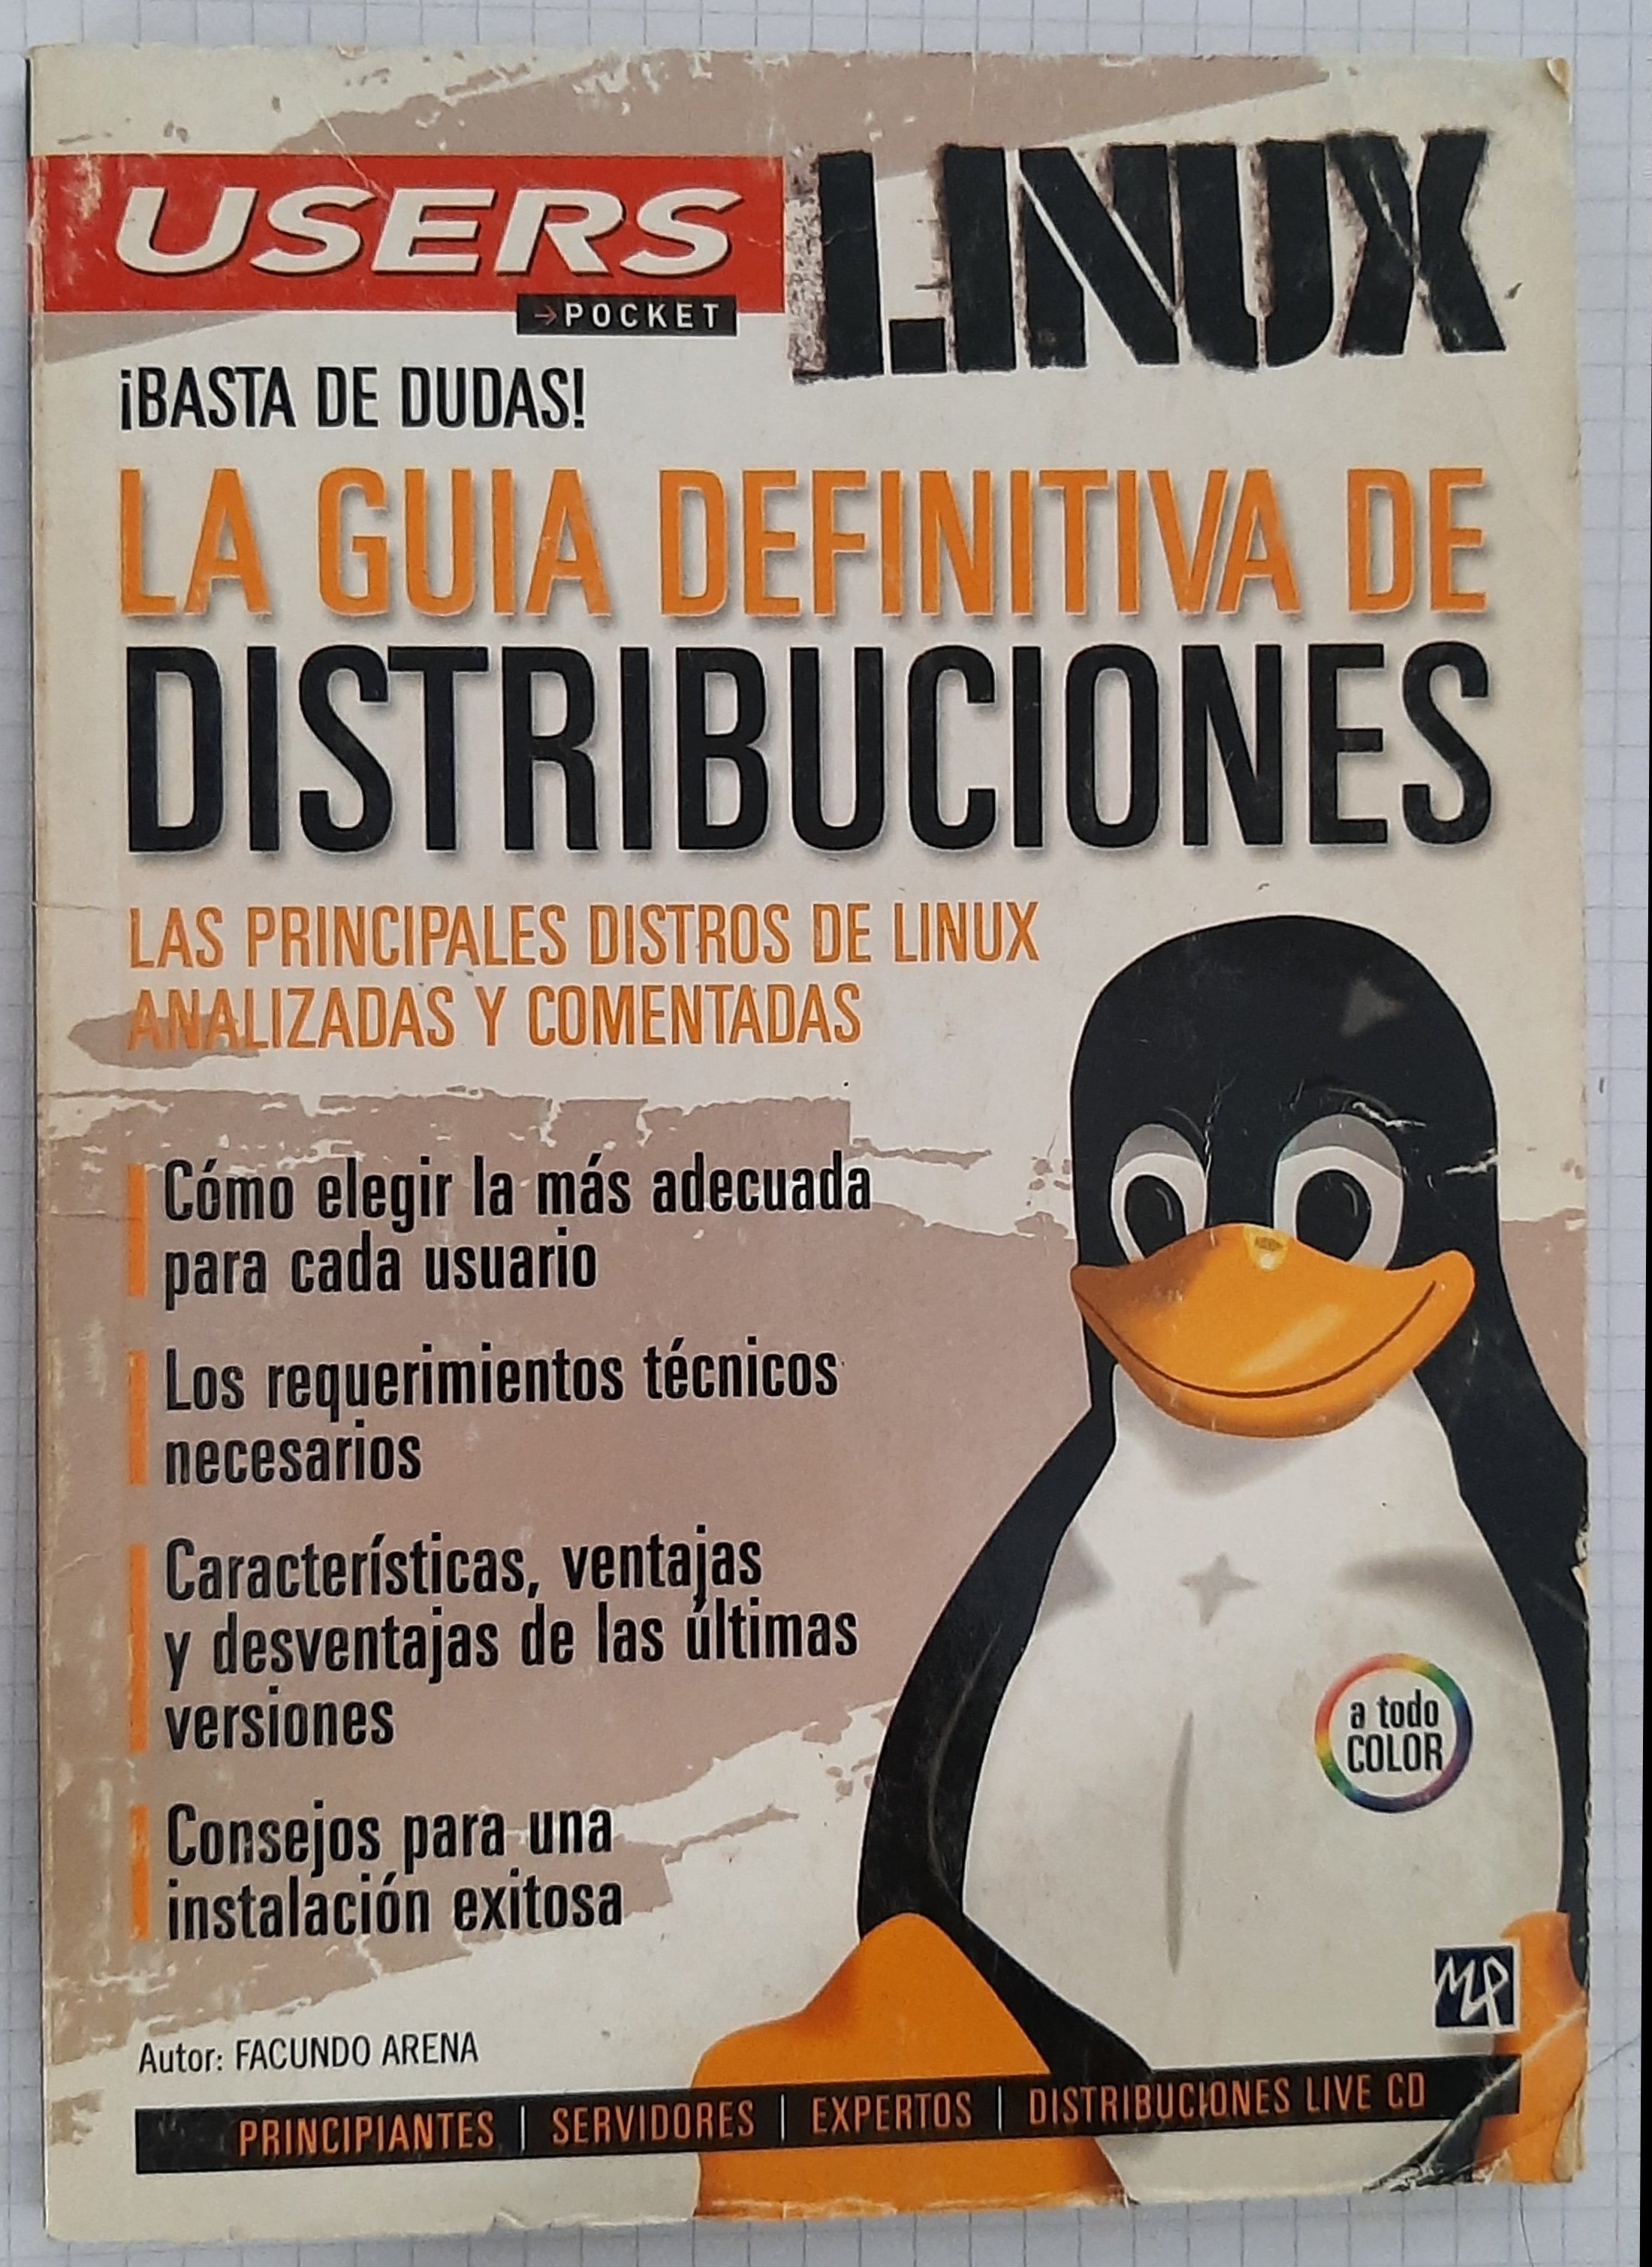 USERS
LINUX
→POCKET
¡BASTA DE DUDAS!
LA GUIA DEFINITIVA DE
DISTRIBUCIONES
LAS PRINCIPALES DISTROS DE LINUX
ANALIZADAS Y COMENTADAS
Cómo elegir la más adecuada
para cada usuario
Los requerimientos técnicos
necesarios
Características, ventajas
y desventajas de las últimas
versiones
Consejos para una
instalación exitosa
a todo
COLOR
MP
Autor: FACUNDO ARENA
PRINCIPIANTES | SERVIDORES | EXPERTOS | DISTRIBUCIONES LIVE CD